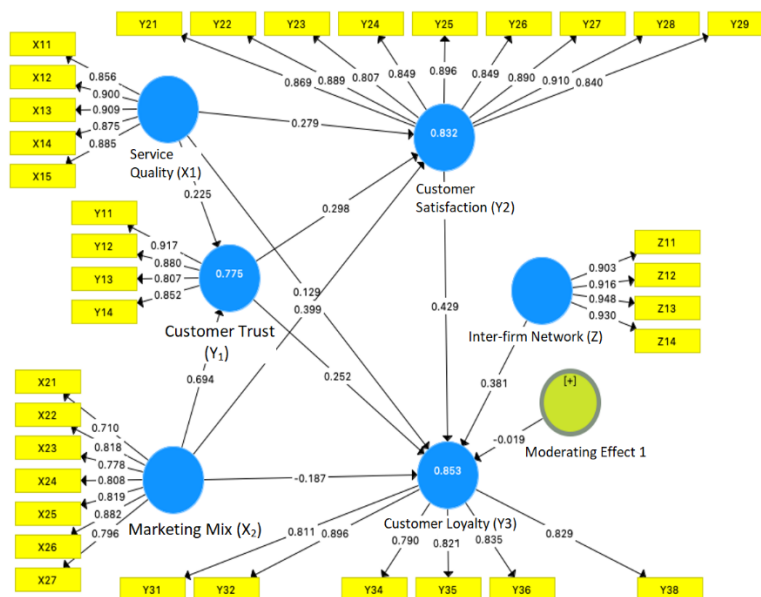 Y21 Y22 Y23 Y24 Y25 Y26 Y27 Y28 Y29
0.869 0.889 0.807 0.849 0.896 0.849 0.890 0.910 0.840
X11
X12
X13
X14
X15
0.856
0.900
0.909
0.875
0.885
Service
Quality (X1)
0.279
0.832
Customer
Satisfaction (Y2)
0.225
0.298
Y11
Y12
Y13
Y14
0.917
0.880
0.807
0.852
0.775
Customer Trust
(Y₁)
0.129
0.399
0.429
0.252
0.694
Z11
Z12
Z13
Z14
0.903
0.916
0.948
0.930
Inter-firm Network (Z)
0.381
[+]
-0.019
Moderating Effect 1
X21
X22
X23
X24
X25
X26
X27
0.710
0.818
0.778
0.808
0.819
0.882
0.796
Marketing Mix (X₂)
-0.187
0.853
Customer Loyalty (Y3)
0.811 0.896 0.790 0.821 0.835 0.829
Y31 Y32 Y34 Y35 Y36 Y38